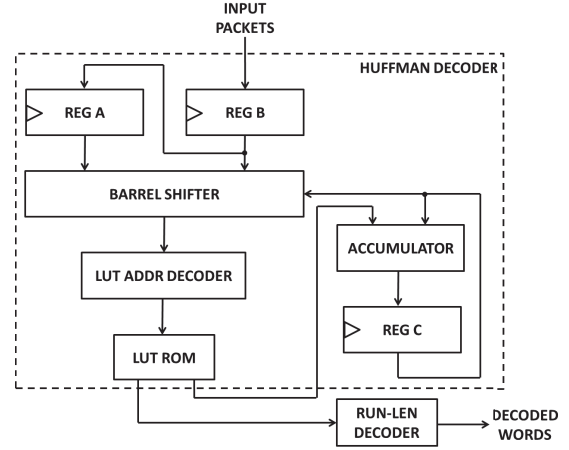 INPUT
PACKETS
HUFFMAN DECODER
REG A
REG B
BARREL SHIFTER
LUT ADDR DECODER
ACCUMULATOR
REG C
LUT ROM
RUN-LEN
DECODER
DECODED
WORDS